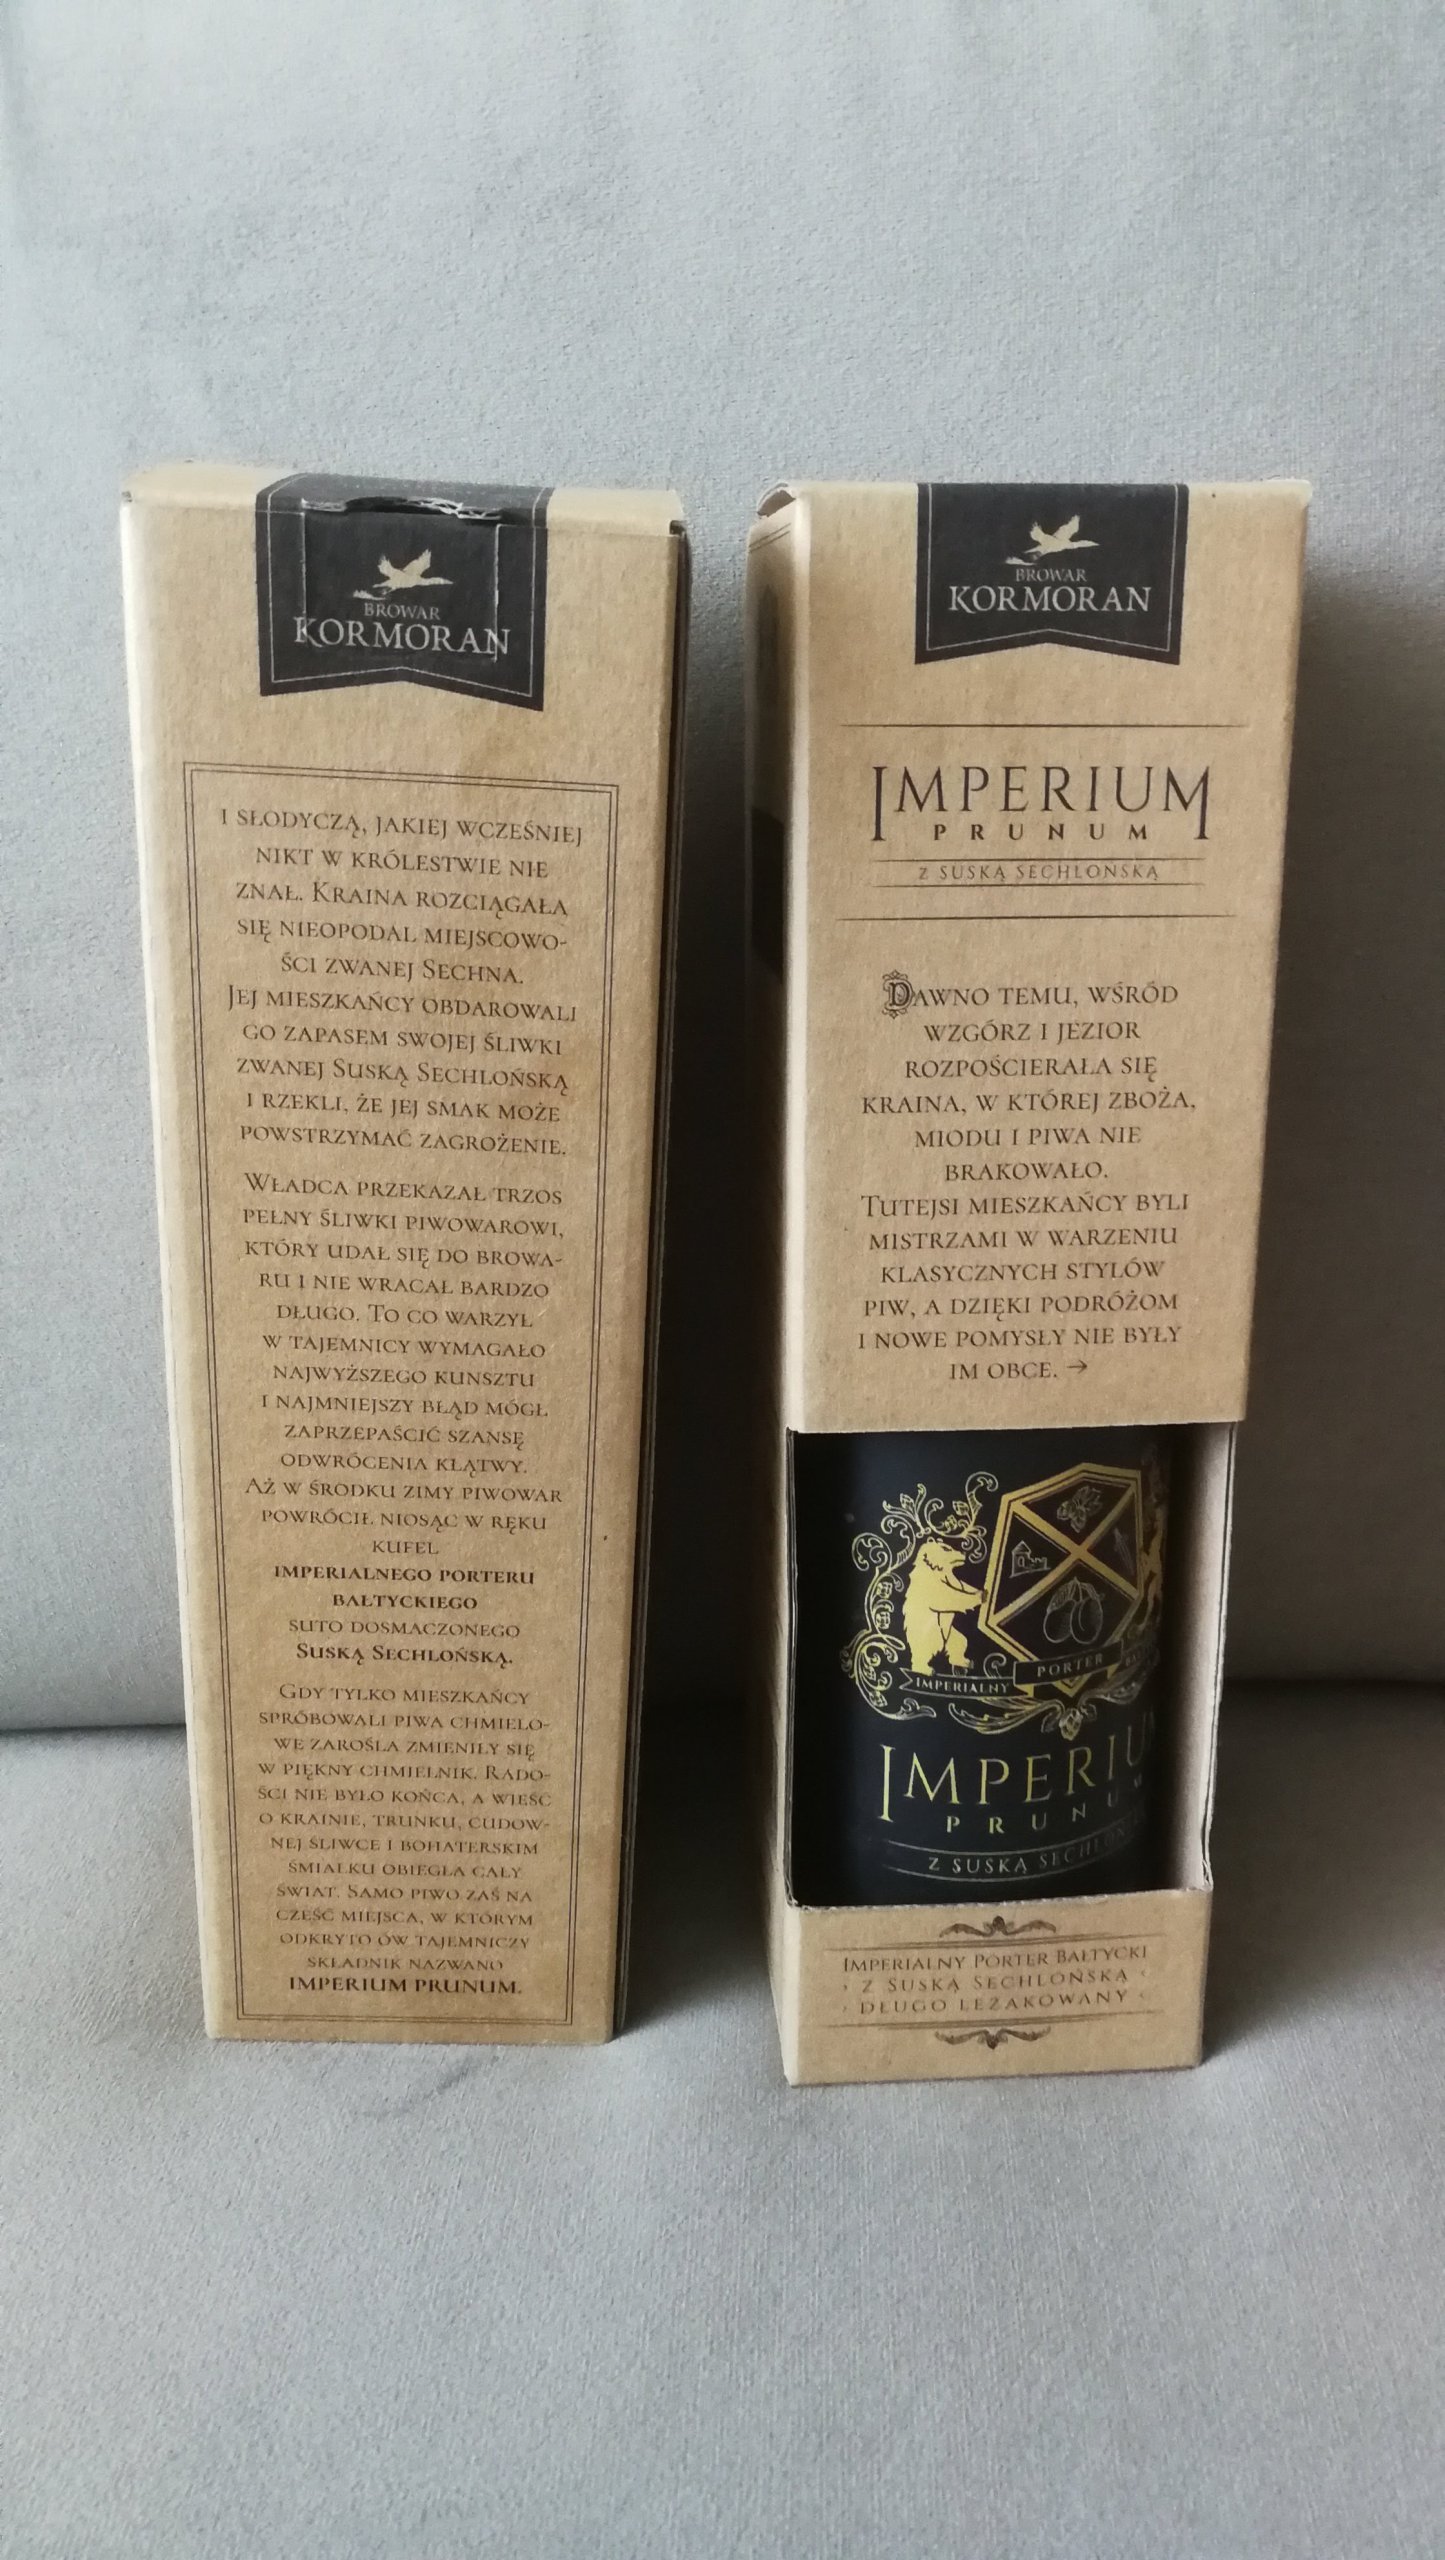 BROWAR
KORMORAN
I SŁODYCZĄ, JAKIEJ WCZEŚNIEJ
NIKT W KRÓLESTWIE NIE
ZNAŁ. KRAINA ROZCIĄGAŁA
SIĘ NIEOPODAL MIEJSCOWO-
ŚCI ZWANEJ SECHNA.
JEJ MIESZKAŃCY OBDAROWALI
GO ZAPASEM SWOJEJ ŚLIWKI
ZWANEJ SUSKĄ SECHLOŃSKĄ
I RZEKLI, ŻE JEJ SMAK MOŻE
POWSTRZYMAĆ ZAGROŻENIE.
WŁADCA PRZEKAZAŁ TRZOS
PEŁNY ŚLIWKI PIWOWAROWI,
KTÓRY UDAŁ SIĘ DO BROWA-
RU I NIE WRACAŁ BARDZO
DŁUGO. TO CO WARZYŁ
W TAJEMNICY WYMAGAŁO
NAJWYŻSZEGO KUNSZTU
I NAJMNIEJSZY BŁĄD MÓGŁ
ZAPRZEPAŚCIĆ SZANSĘ
ODWRÓCENIA KLĄTWY.
AŻ W ŚRODKU ZIMY PIWOWAR
POWRÓCIŁ NIOSĄC W RĘKU
KUFEL
IMPERIALNEGO PORTERU
BAŁTYCKIEGO
SUTO DOSMACZONEGO
SUSKĄ SECHLOŃSKĄ.
GDY TYLKO MIESZKAŃCY
SPRÓBOWALI PIWA CHMIELO-
WE ZAROŚLA ZMIENIŁY SIĘ
W PIĘKNY CHMIELNIK. RADO-
ŚCI NIE BYŁO KOŃCA, A WIEŚĆ
O KRAINIE, TRUNKU, CUDOW-
NEJ ŚLIWCE I BOHATERSKIM
ŚMIAŁKU OBIEGŁA CAŁY
ŚWIAT. SAMO PIWO ZAŚ NA
CZEŚĆ MIEJSCA, W KTÓRYM
ODKRYTO ÓW TAJEMNICZY
SKŁADNIK NAZWANO
IMPERIUM PRUNUM.
BROWAR
KORMORAN
IMPERIUM
PRUNUM
Z SUSKĄ SECHLOŃSKĄ
DAWNO TEMU, WŚRÓD
WZGÓRZ I JEZIOR
ROZPOŚCIERAŁA SIĘ
KRAINA, W KTÓREJ ZBOŻA,
MIODU I PIWA NIE
BRAKOWAŁO.
TUTEJSI MIESZKAŃCY BYLI
MISTRZAMI W WARZENIU
KLASYCZNYCH STYLÓW
PIW, A DZIĘKI PODRÓŻOM
I NOWE POMYSŁY NIE BYŁY
IM OBCE. →
IMPERIALNY PORTER BA
IMPERIU
PRUNU
Z SUSKĄ SECHLOŃ
IMPERIALNY PORTER BAŁTYCKI
› Z SUSKĄ SECHLOŃSKĄ ‹
› DŁUGO LEŻAKOWANY ‹